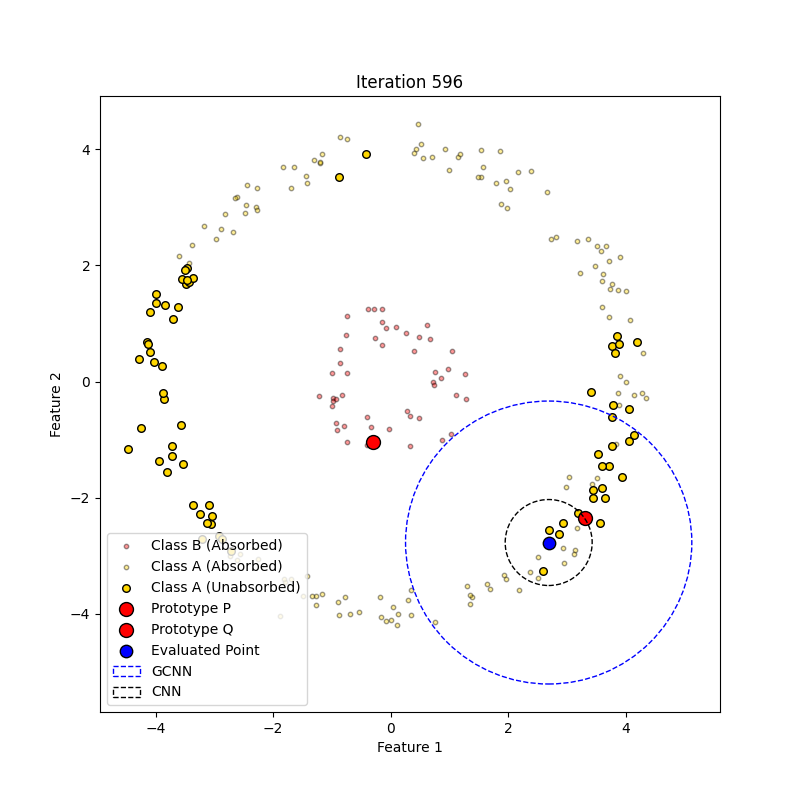 Iteration 596
Feature 2
4
2
0
−2
−4
Class B (Absorbed)
Class A (Absorbed)
Class A (Unabsorbed)
Prototype P
Prototype Q
Evaluated Point
GCNN
CNN
−4 −2 0 2 4
Feature 1